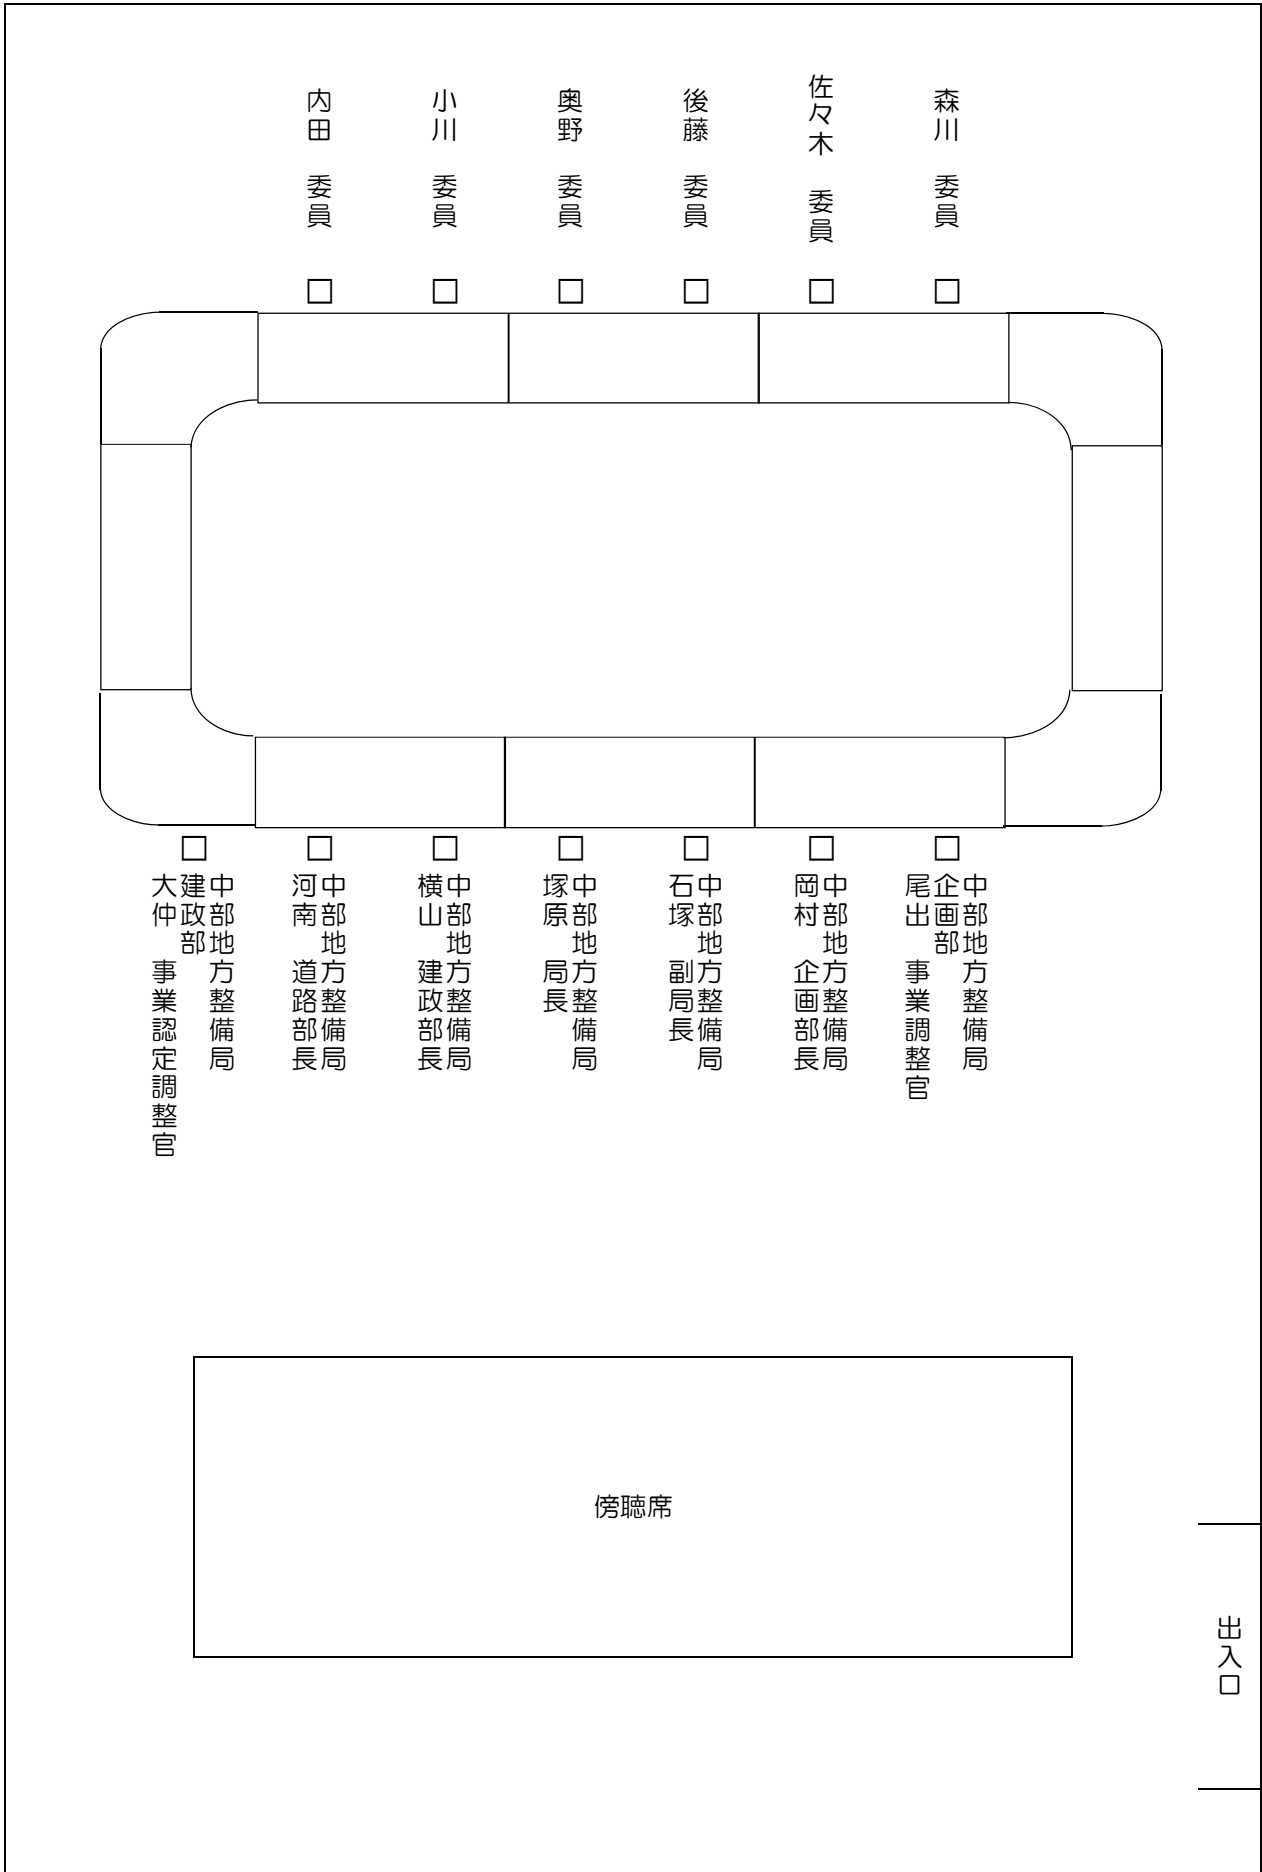 内田　委員
小川　委員
奥野　委員
後藤　委員
佐々木　委員
森川　委員
中部地方整備局
建政部
大仲　事業認定調整官
中部地方整備局
河南　道路部長
中部地方整備局
横山　建政部長
中部地方整備局
塚原　局長
中部地方整備局
石塚　副局長
中部地方整備局
岡村　企画部長
中部地方整備局
企画部
尾出　事業調整官
傍聴席
出入口